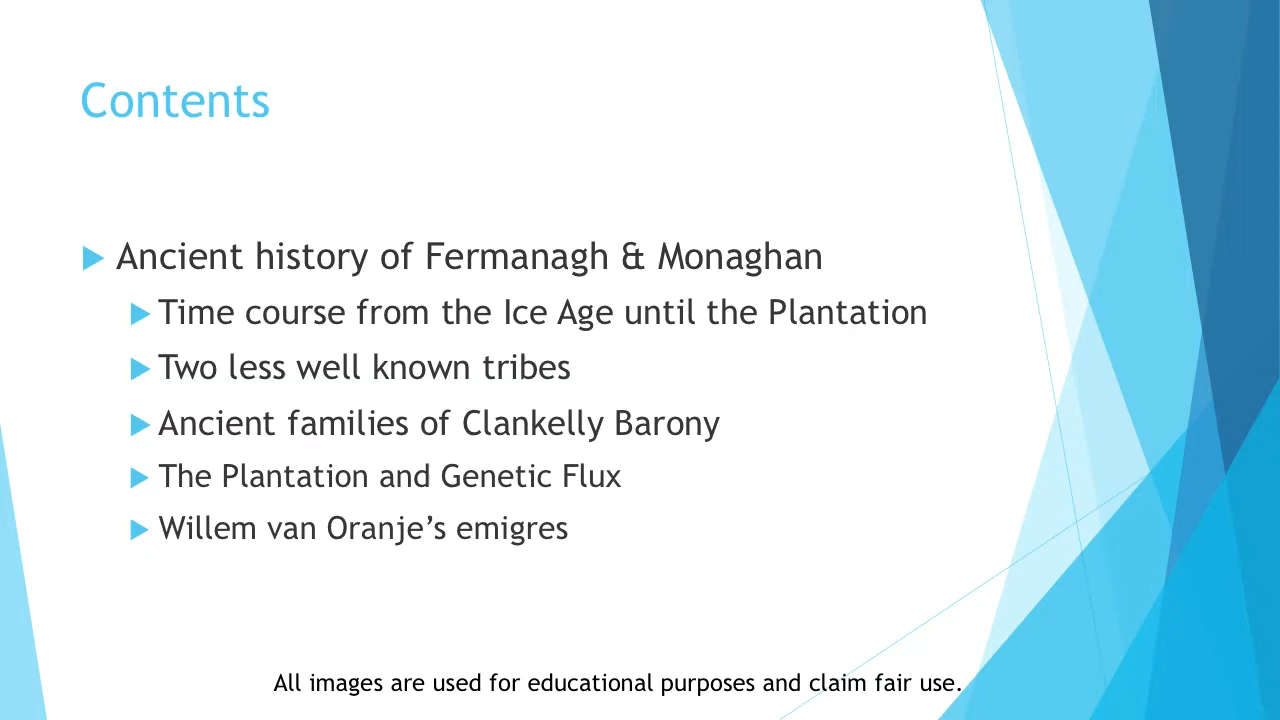 Contents
Ancient history of Fermanagh & Monaghan
Time course from the Ice Age until the Plantation
Two less well known tribes
Ancient families of Clankelly Barony
The Plantation and Genetic Flux
Willem van Oranje’s emigres
All images are used for educational purposes and claim fair use.